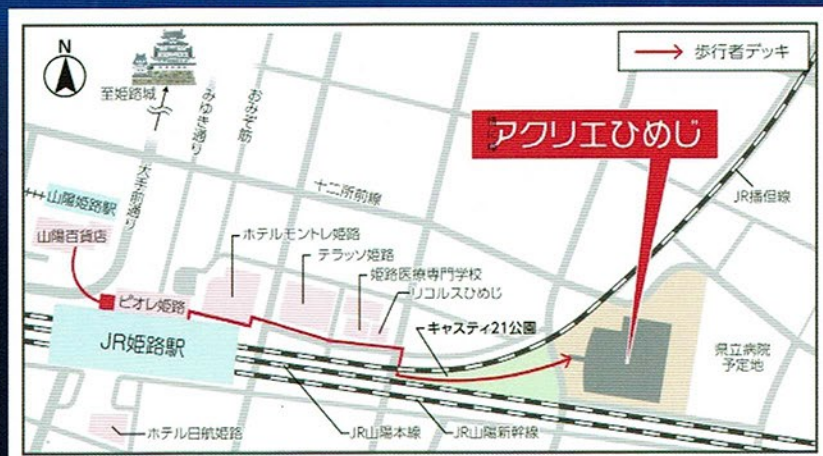 N
歩行者デッキ
至姫路城
みゆき通り
おみぞ筋
大手前通り
アクリエひめじ
十二所前線
JR播但線
山陽姫路駅
山陽百貨店
ホテルモントレ姫路
テラッソ姫路
姫路医療専門学校
リコルスひめじ
ピオレ姫路
キャスティ21公園
JR姫路駅
県立病院
予定地
ホテル日航姫路
JR山陽本線
JR山陽新幹線